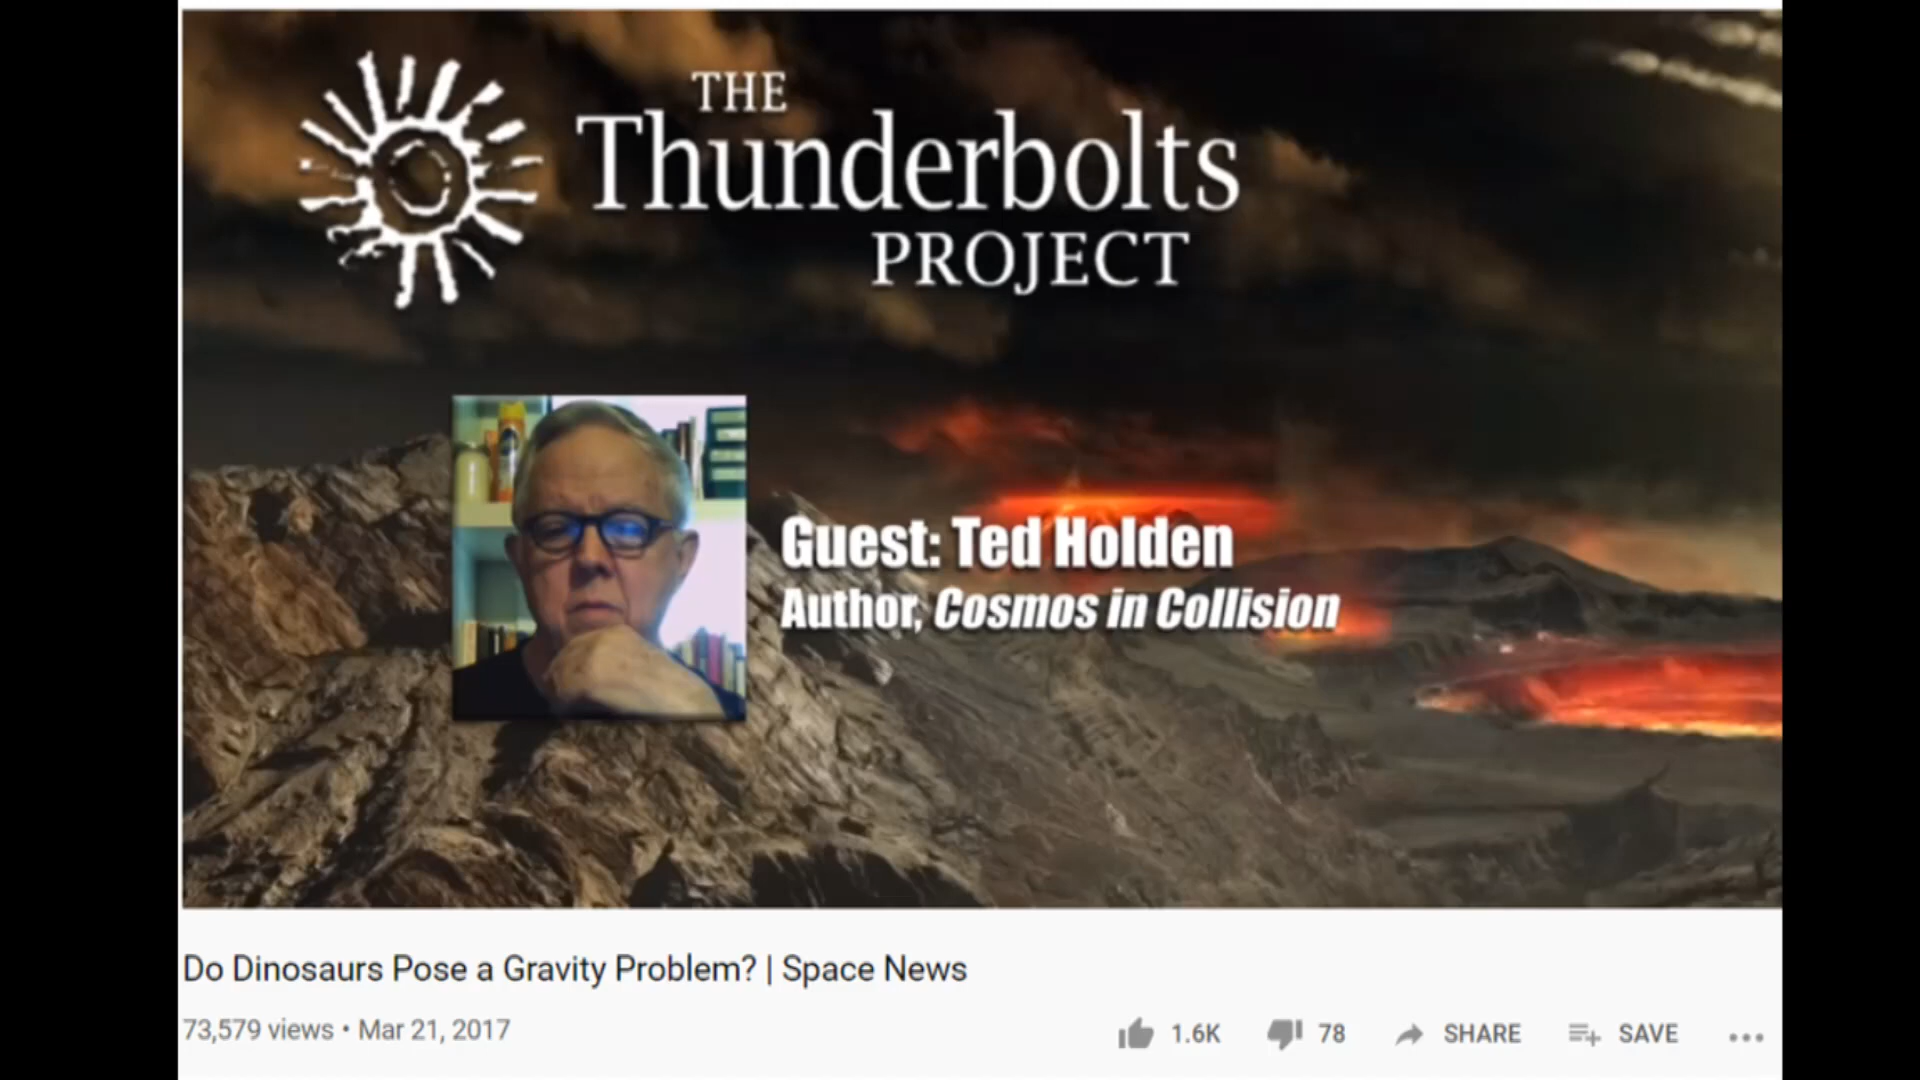 THE
Thunderbolts
PROJECT
Guest: Ted Holden
Author, Cosmos in Collision
Do Dinosaurs Pose a Gravity Problem? | Space News
73,579 views • Mar 21, 2017
1.6K 78 SHARE SAVE